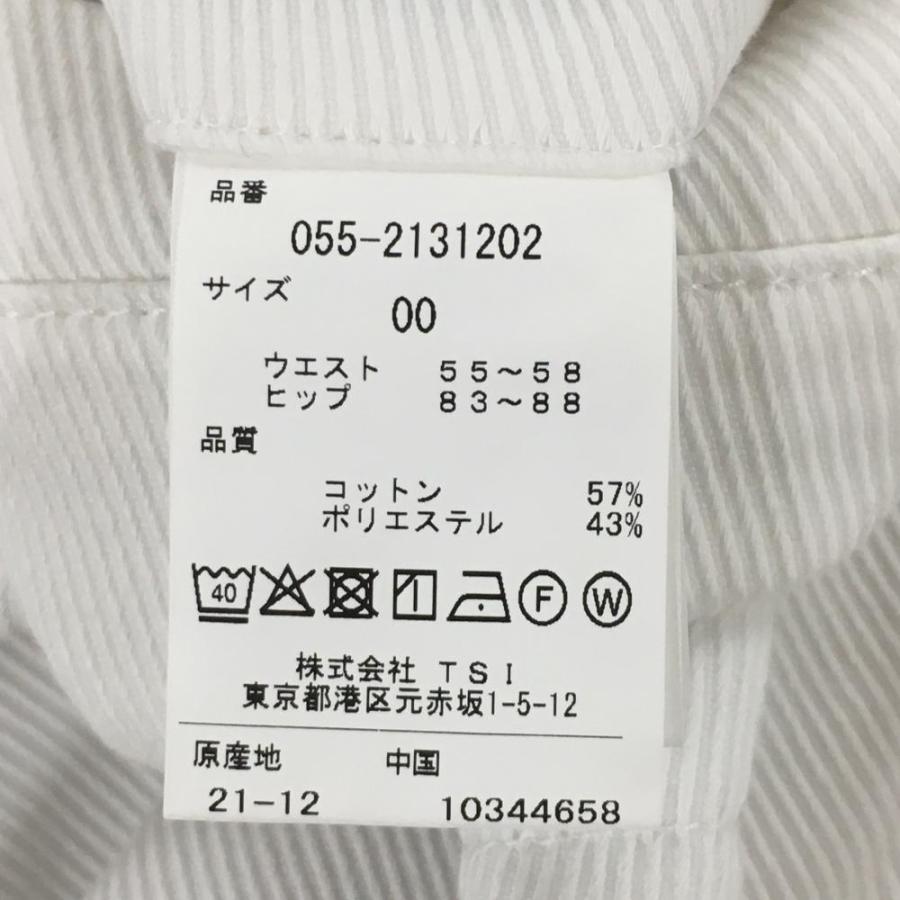 品番
055-2131202
サイズ
00
ウエスト 55～58
ヒップ 83～88
品質
コットン 57%
ポリエステル 43%
40 F W
株式会社 TSI
東京都港区元赤坂1-5-12
原産地 中国
21-12 10344658